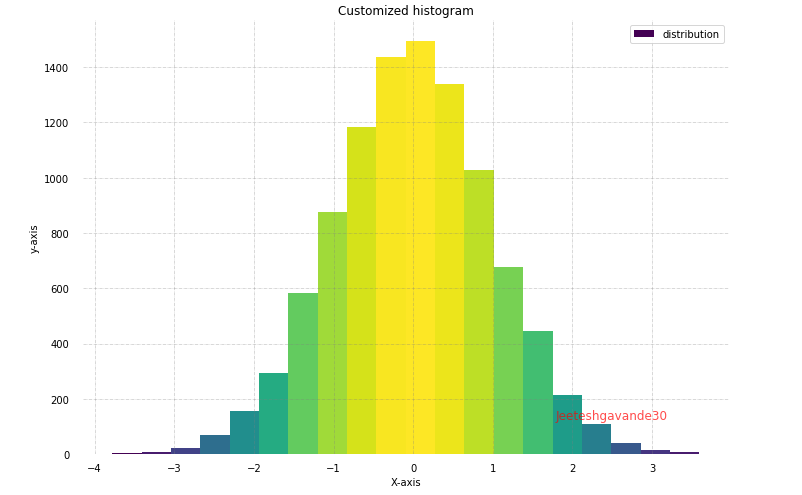 Customized histogram
distribution
1400
1200
1000
800
600
400
200
0
y-axis
Jeeteshgavande30
−4 −3 −2 −1 0 1 2 3
X-axis